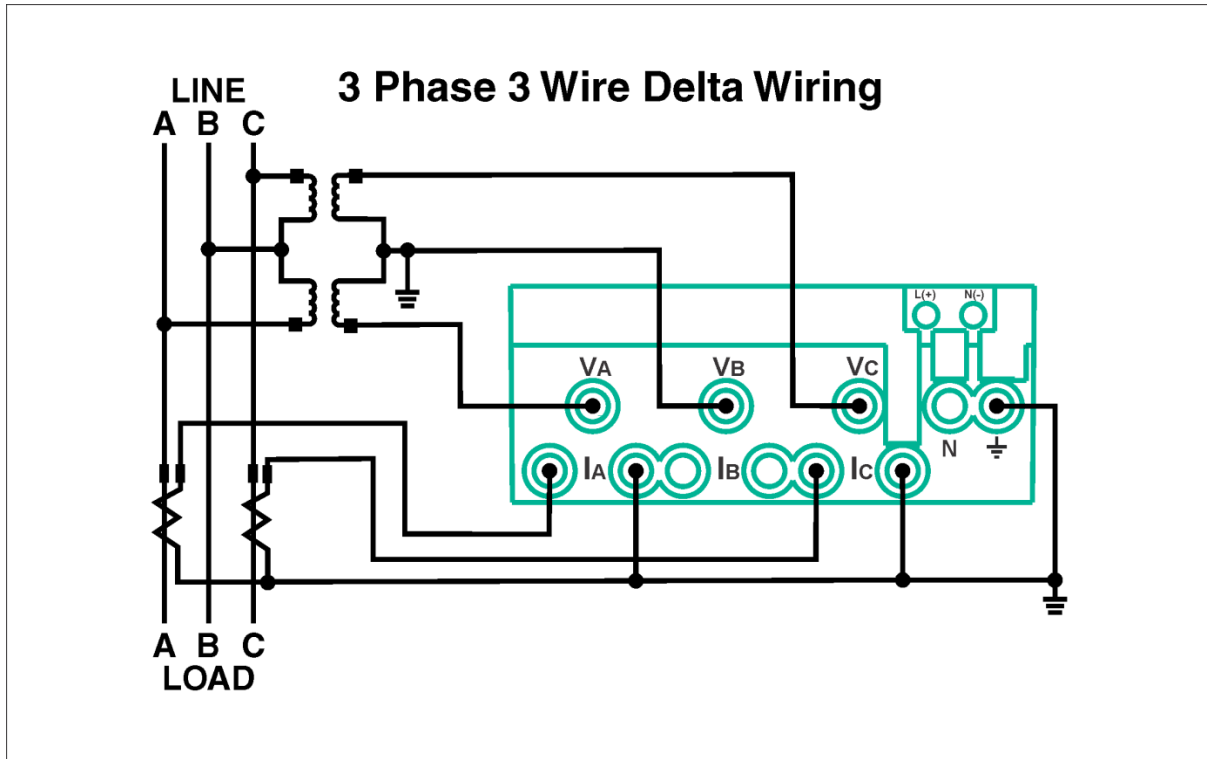 3 Phase 3 Wire Delta Wiring
LINE
A B C
L(+) N(-)
VA VB VC
N
IA IB IC
A B C
LOAD